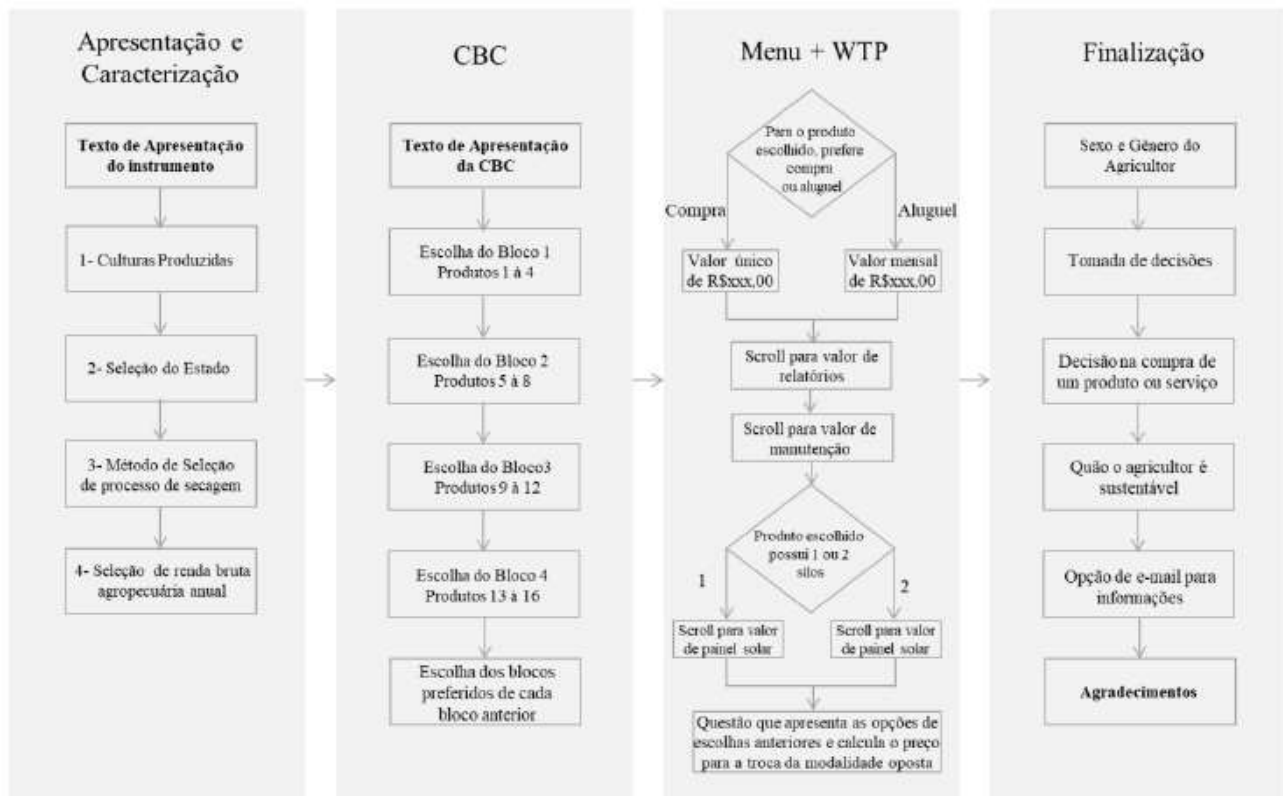 Apresentação e
Caracterização
Texto de Apresentação
do instrumento
1- Culturas Produzidas
2- Seleção do Estado
3- Método de Seleção
de processo de secagem
4- Seleção de renda bruta
agropecuária anual
CBC
Texto de Apresentação
da CBC
Escolha do Bloco 1
Produtos 1 à 4
Escolha do Bloco 2
Produtos 5 à 8
Escolha do Bloco3
Produtos 9 à 12
Escolha do Bloco 4
Produtos 13 à 16
Escolha dos blocos
preferidos de cada
bloco anterior
Menu + WTP
Para o produto
escolhido, prefere
compra
ou aluguel
Compra
Aluguel
Valor único
de R$xxx,00
Valor mensal
de R$xxx,00
Scroll para valor de
relatórios
Scroll para valor de
manutenção
Produto escolhido
possui 1 ou 2
silos
1
2
Scroll para valor
de painel solar
Scroll para valor
de painel solar
Questão que apresenta as opções de
escolhas anteriores e calcula o preço
para a troca da modalidade oposta
Finalização
Sexo e Gênero do
Agricultor
Tomada de decisões
Decisão na compra de
um produto ou serviço
Quão o agricultor é
sustentável
Opção de e-mail para
informações
Agradecimentos